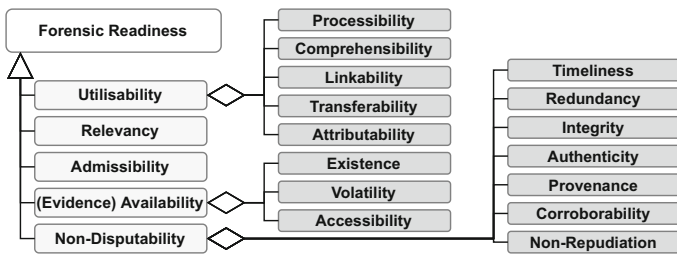 Forensic Readiness
Utilisability
Relevancy
Admissibility
(Evidence) Availability
Non-Disputability
Processibility
Comprehensibility
Linkability
Transferability
Attributability
Existence
Volatility
Accessibility
Timeliness
Redundancy
Integrity
Authenticity
Provenance
Corroborability
Non-Repudiation